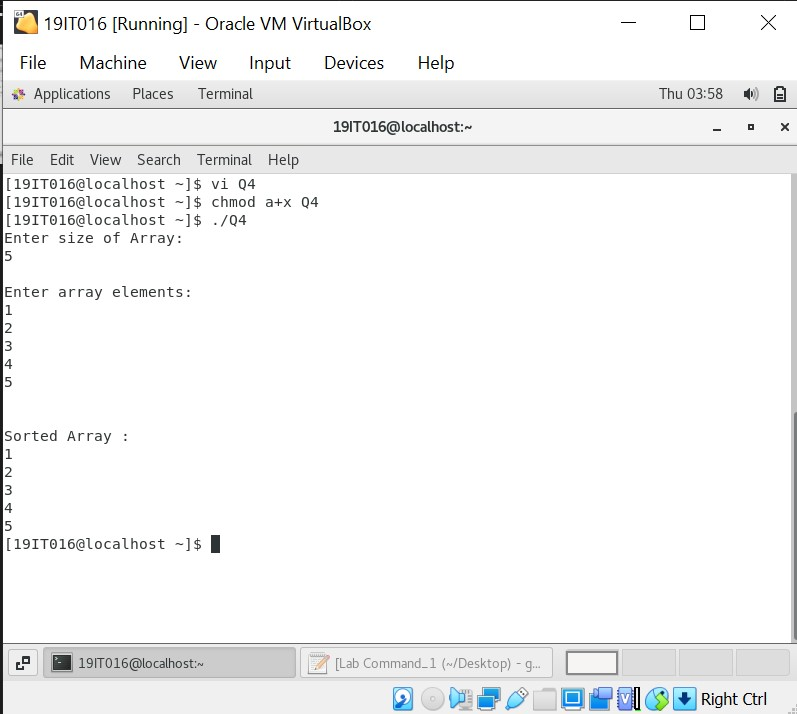 19IT016 [Running] - Oracle VM VirtualBox
File Machine View Input Devices Help
Applications Places Terminal Thu 03:58
19IT016@localhost:~
File Edit View Search Terminal Help
[19IT016@localhost ~]$ vi Q4
[19IT016@localhost ~]$ chmod a+x Q4
[19IT016@localhost ~]$ ./Q4
Enter size of Array:
5
Enter array elements:
1
2
3
4
5
Sorted Array :
1
2
3
4
5
[19IT016@localhost ~]$
19IT016@localhost:~ [Lab Command_1 (~/Desktop) - g...
Right Ctrl